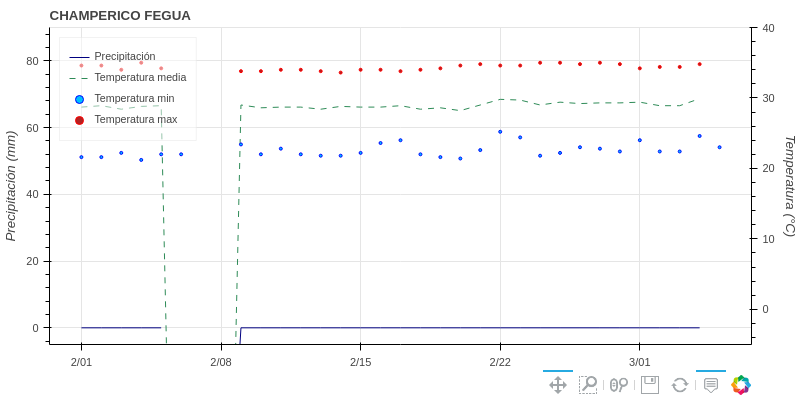 CHAMPERICO FEGUA
Precipitación
Temperatura media
Temperatura min
Temperatura max
Precipitación (mm)
80
60
40
20
0
Temperatura (°C)
40
30
20
10
0
2/01
2/08
2/15
2/22
3/01